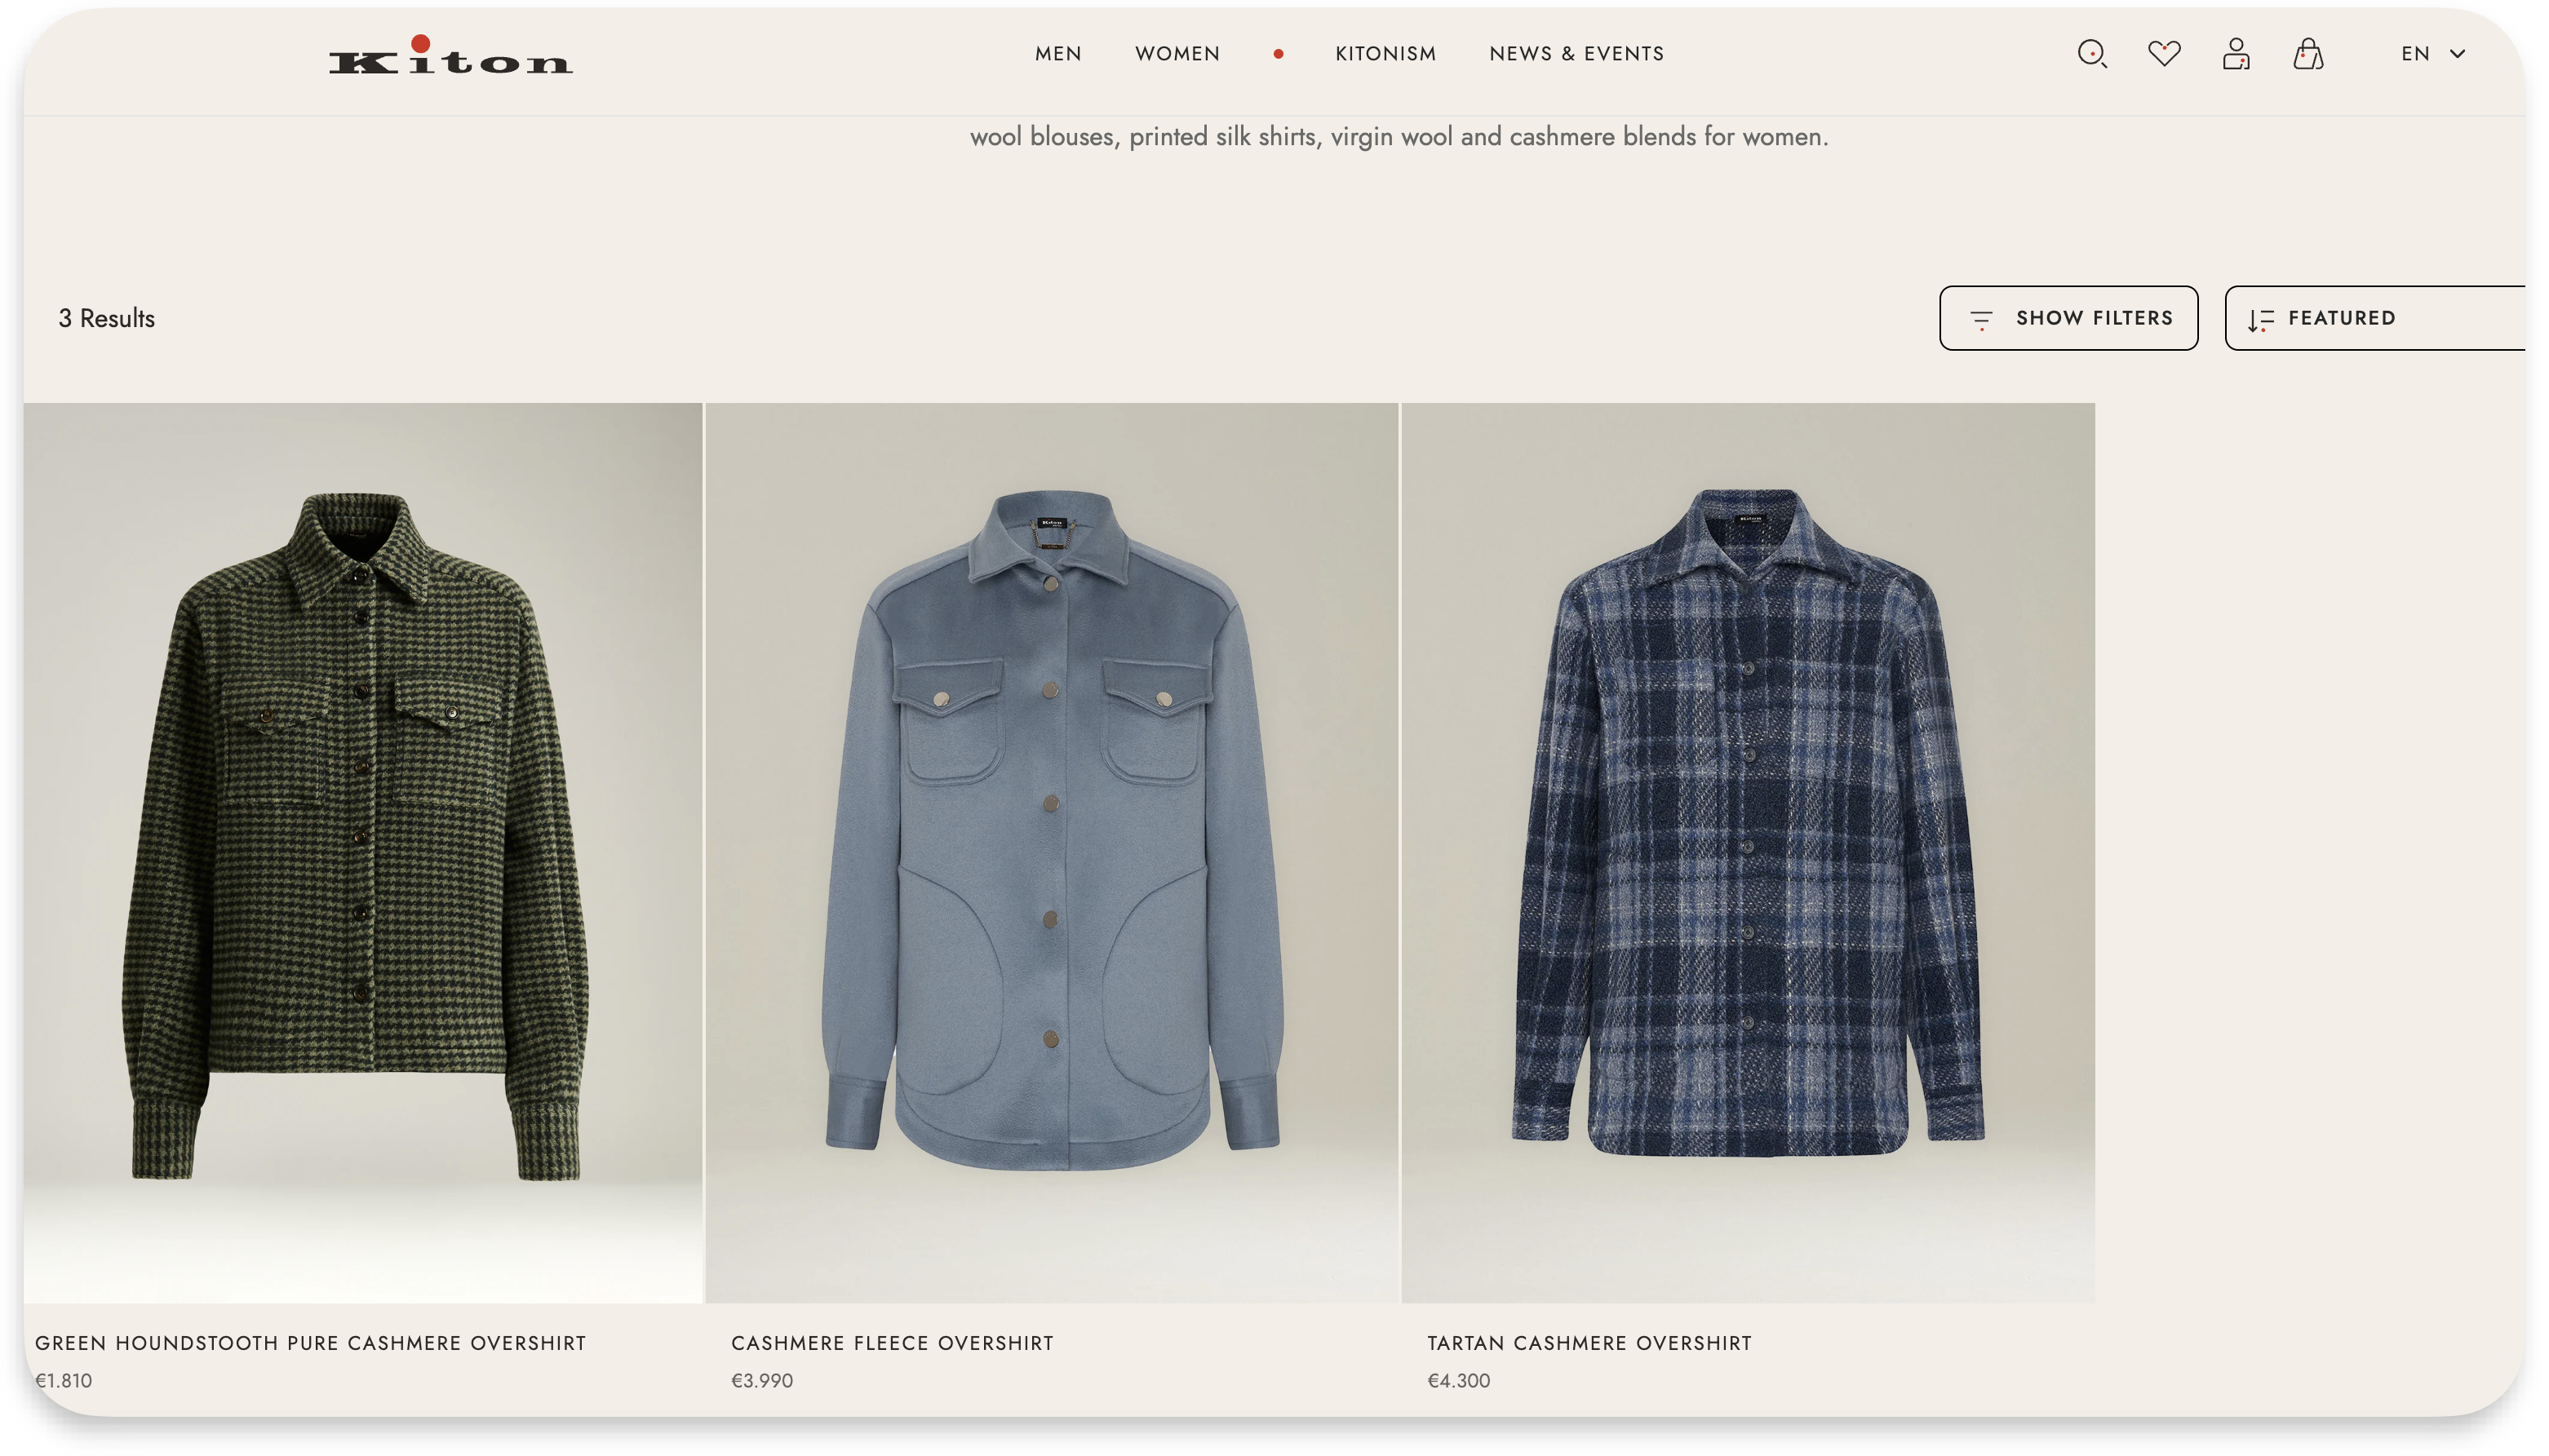 Kiton
MEN WOMEN KITONISM NEWS & EVENTS
EN
wool blouses, printed silk shirts, virgin wool and cashmere blends for women.
3 Results
SHOW FILTERS
FEATURED
Kiton
Kiton
GREEN HOUNDSTOOTH PURE CASHMERE OVERSHIRT
€1.810
CASHMERE FLEECE OVERSHIRT
€3.990
TARTAN CASHMERE OVERSHIRT
€4.300